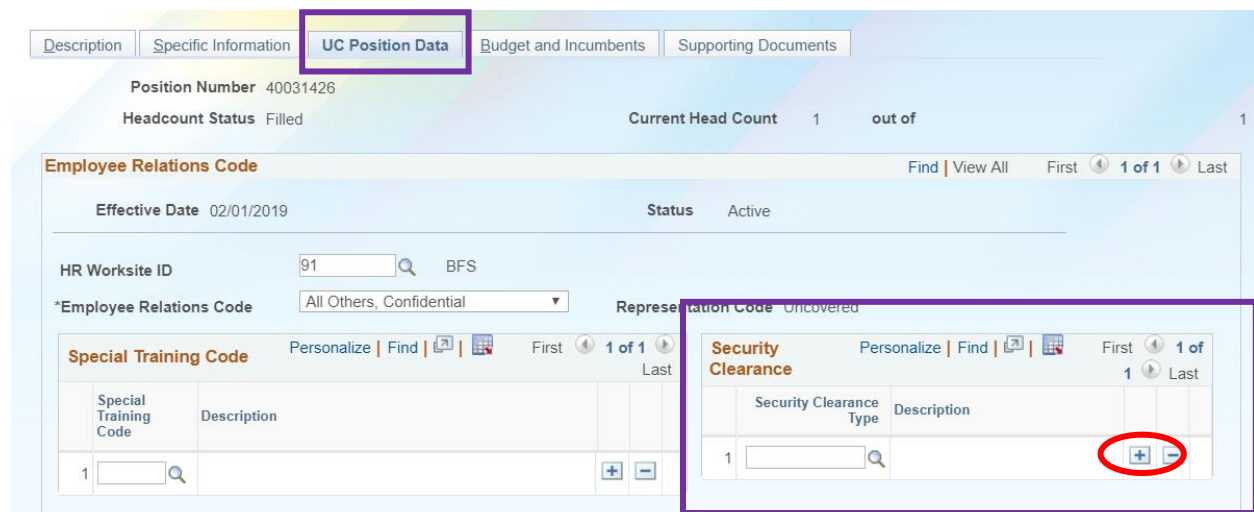 Description Specific Information UC Position Data Budget and Incumbents Supporting Documents
Position Number 40031426
Headcount Status Filled Current Head Count 1 out of 1
Employee Relations Code Find | View All First 1 of 1 Last
Effective Date 02/01/2019 Status Active
HR Worksite ID 91 BFS
*Employee Relations Code All Others, Confidential Representation Code Uncovered
Special Training Code Personalize | Find | | First 1 of 1
Last
Security
Clearance
Personalize | Find | | First 1 of
1 Last
Special
Training
Code
Description
Security Clearance
Type
Description
1 + −
1 + −